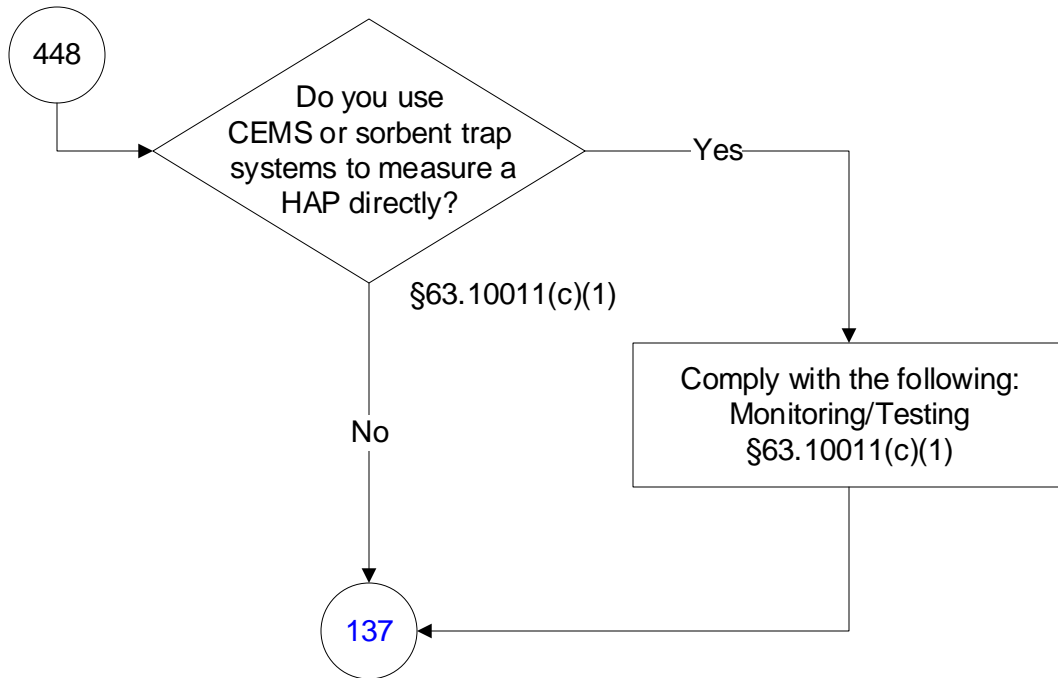 448
Do you use
CEMS or sorbent trap
systems to measure a
HAP directly?
Yes
§63.10011(c)(1)
Comply with the following:
Monitoring/Testing
§63.10011(c)(1)
No
137